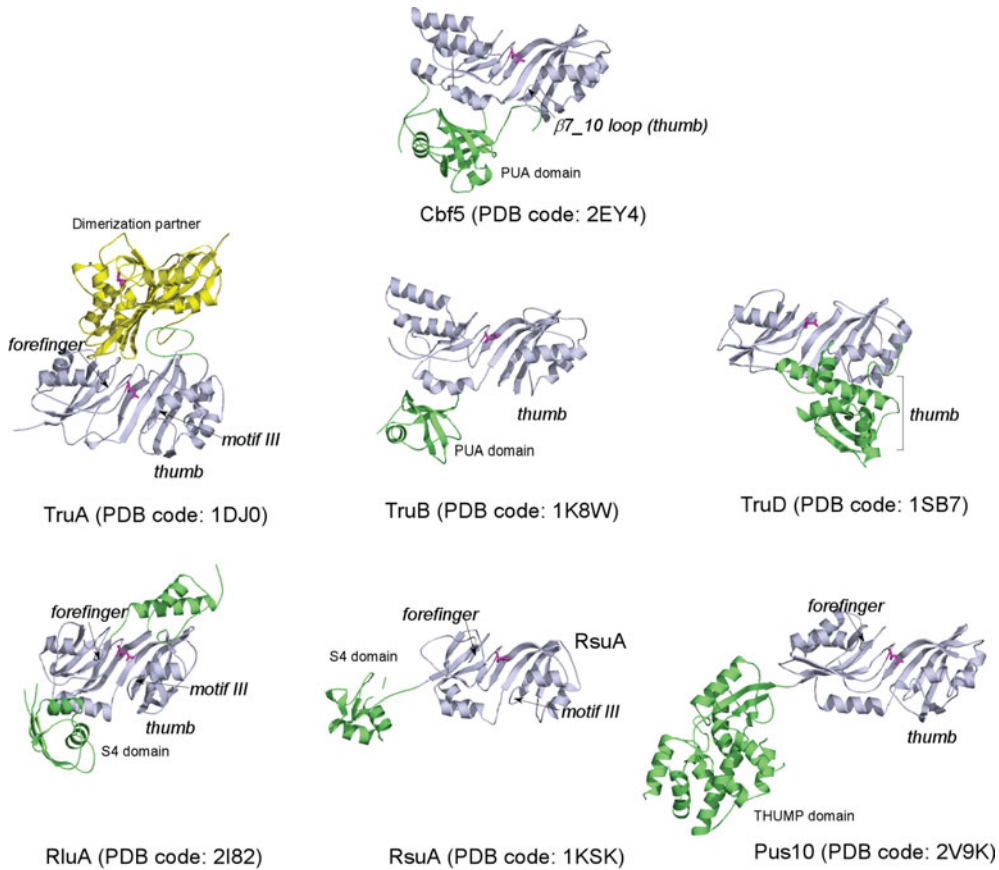 β7_10 loop (thumb)
PUA domain
Cbf5 (PDB code: 2EY4)
Dimerization partner
forefinger
motif III
thumb
TruA (PDB code: 1DJ0)
thumb
PUA domain
TruB (PDB code: 1K8W)
thumb
TruD (PDB code: 1SB7)
forefinger
motif III
thumb
S4 domain
RluA (PDB code: 2I82)
forefinger
RsuA
S4 domain
motif III
RsuA (PDB code: 1KSK)
forefinger
thumb
THUMP domain
Pus10 (PDB code: 2V9K)